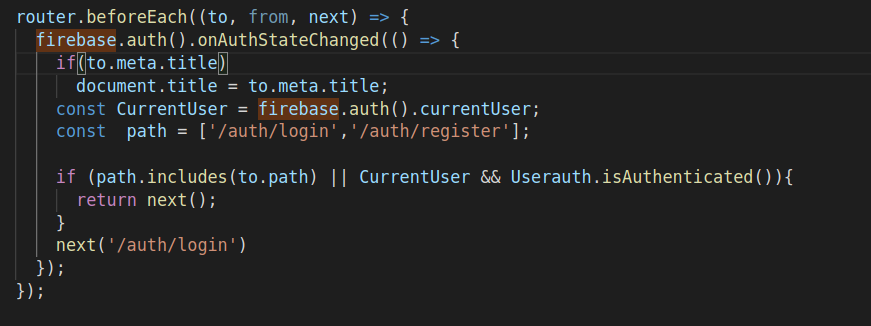 router.beforeEach((to, from, next) => {
firebase.auth().onAuthStateChanged(() => {
if(to.meta.title)
document.title = to.meta.title;
const CurrentUser = firebase.auth().currentUser;
const  path = ['/auth/login','/auth/register'];
if (path.includes(to.path) || CurrentUser && Userauth.isAuthenticated()){
return next();
}
next('/auth/login')
});
});